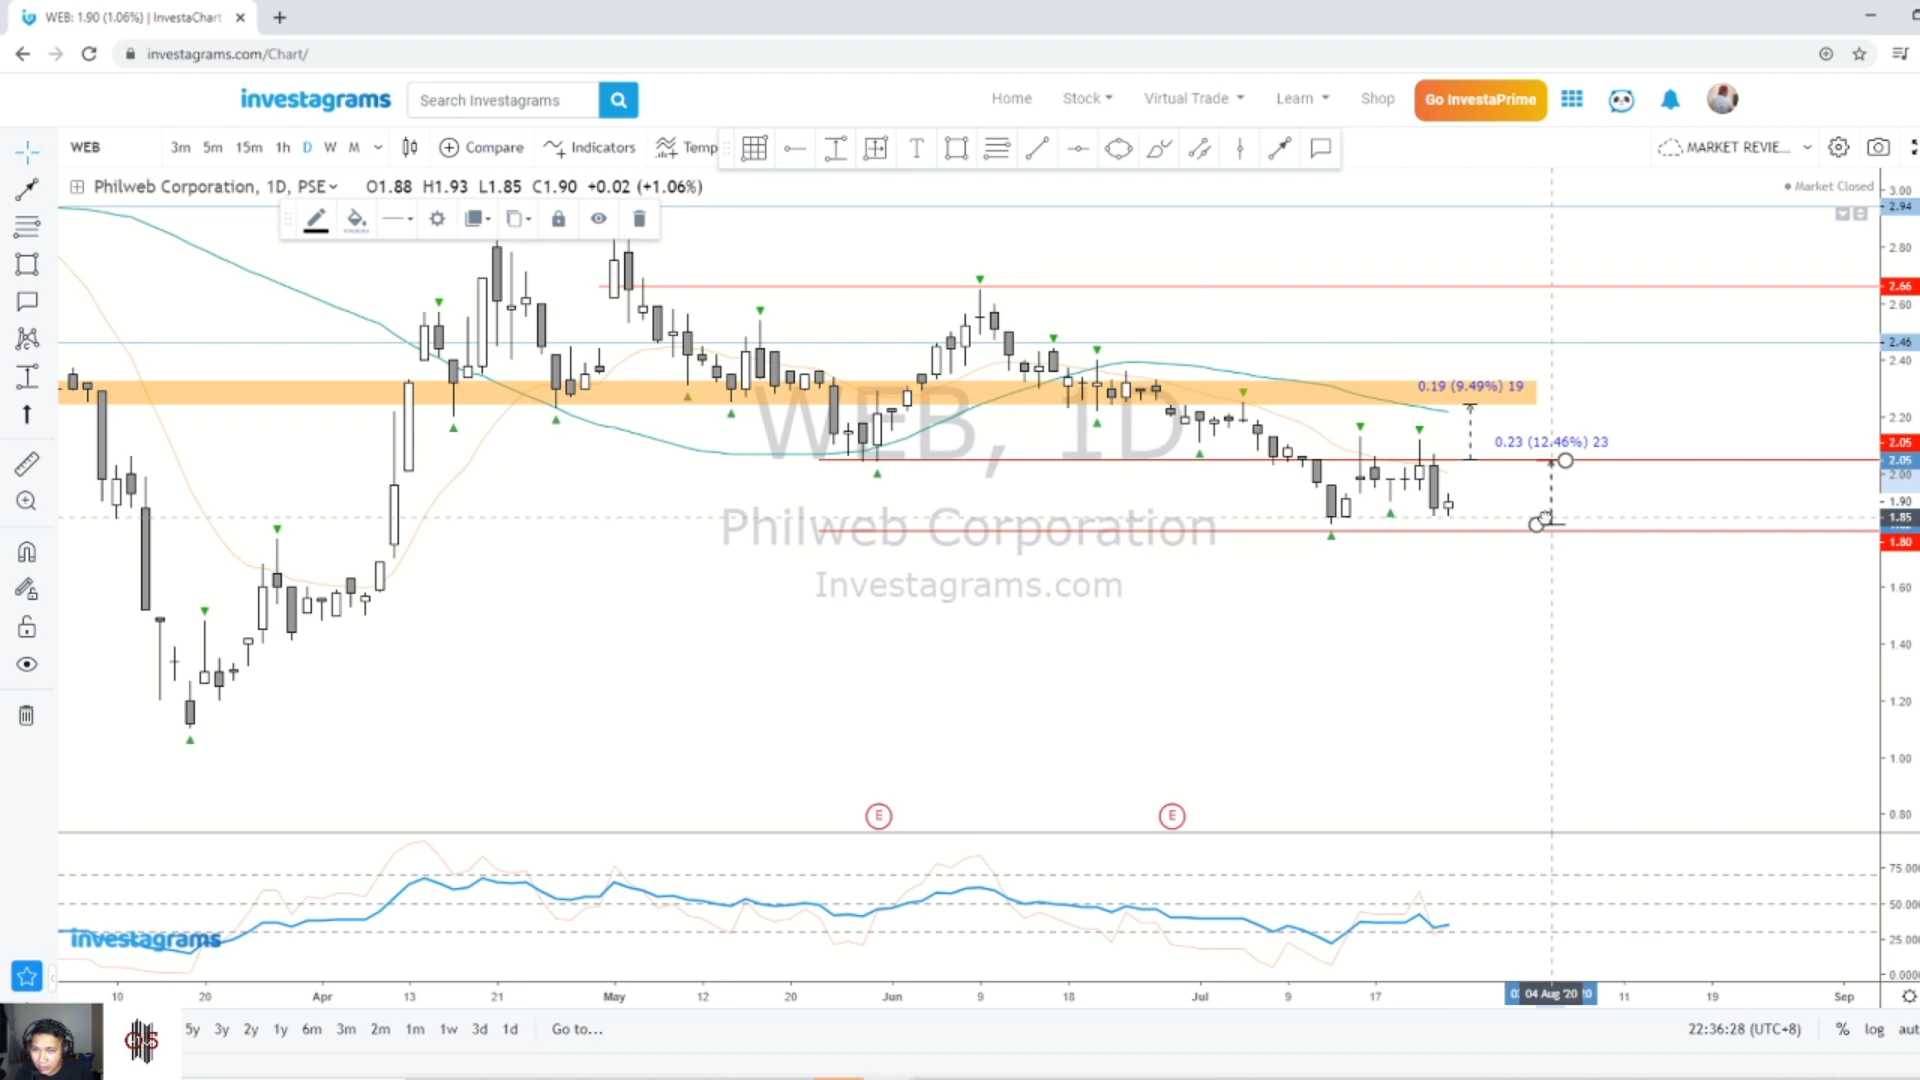 WEB: 1.90 (1.06%) | InvestaChart
investagrams.com/Chart/
investagrams
Search Investagrams
Home
Stock
Virtual Trade
Learn
Shop
Go InvestaPrime
WEB
3m 5m 15m 1h D W M
Compare
Indicators
Temp
MARKET REVIE...
Philweb Corporation, 1D, PSE
O1.88 H1.93 L1.85 C1.90 +0.02 (+1.06%)
Market Closed
3.00
2.94
2.80
2.66
2.60
2.46
2.40
0.19 (9.49%) 19
2.20
0.23 (12.46%) 23
2.05
2.05
2.00
1.90
1.85
1.80
1.60
1.40
1.20
1.00
0.80
WEB, 1D
Philweb Corporation
Investagrams.com
E
E
75.000
50.000
25.000
0.0000
investagrams
10 20 Apr 13 21 May 12 20 Jun 9 18 Jul 9 17 04 Aug '20 11 19 Sep
5y 3y 2y 1y 6m 3m 2m 1m 1w 3d 1d
Go to...
22:36:28 (UTC+8)
% log aut